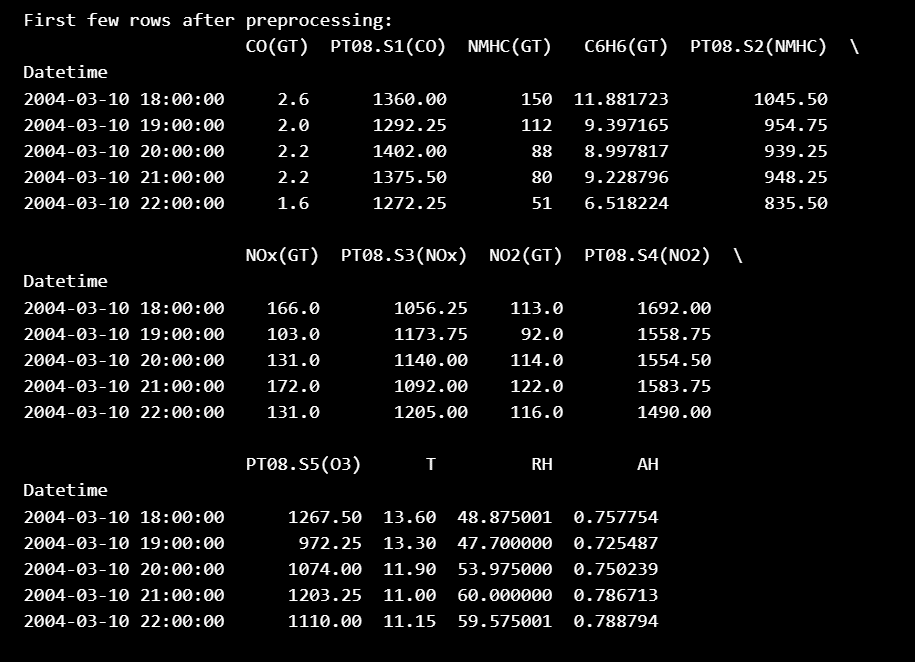 First few rows after preprocessing:
                     CO(GT)  PT08.S1(CO)  NMHC(GT)   C6H6(GT)  PT08.S2(NMHC)  \
Datetime
2004-03-10 18:00:00     2.6      1360.00       150  11.881723        1045.50
2004-03-10 19:00:00     2.0      1292.25       112   9.397165         954.75
2004-03-10 20:00:00     2.2      1402.00        88   8.997817         939.25
2004-03-10 21:00:00     2.2      1375.50        80   9.228796         948.25
2004-03-10 22:00:00     1.6      1272.25        51   6.518224         835.50
                     NOx(GT)  PT08.S3(NOx)  NO2(GT)  PT08.S4(NO2)  \
Datetime
2004-03-10 18:00:00    166.0       1056.25    113.0       1692.00
2004-03-10 19:00:00    103.0       1173.75     92.0       1558.75
2004-03-10 20:00:00    131.0       1140.00    114.0       1554.50
2004-03-10 21:00:00    172.0       1092.00    122.0       1583.75
2004-03-10 22:00:00    131.0       1205.00    116.0       1490.00
                     PT08.S5(O3)      T         RH        AH
Datetime
2004-03-10 18:00:00      1267.50  13.60  48.875001  0.757754
2004-03-10 19:00:00       972.25  13.30  47.700000  0.725487
2004-03-10 20:00:00      1074.00  11.90  53.975000  0.750239
2004-03-10 21:00:00      1203.25  11.00  60.000000  0.786713
2004-03-10 22:00:00      1110.00  11.15  59.575001  0.788794